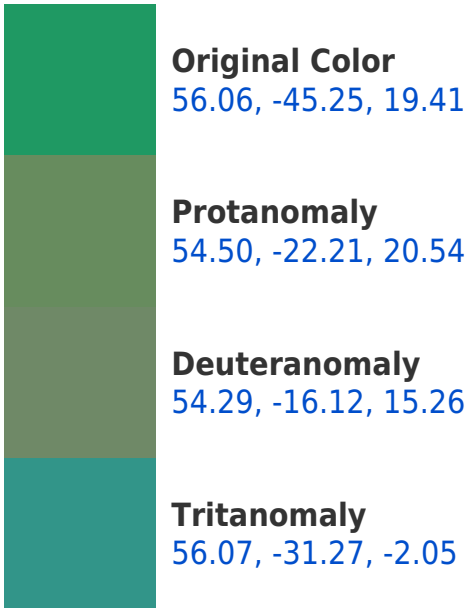 Original Color
56.06, -45.25, 19.41
Protanomaly
54.50, -22.21, 20.54
Deuteranomaly
54.29, -16.12, 15.26
Tritanomaly
56.07, -31.27, -2.05